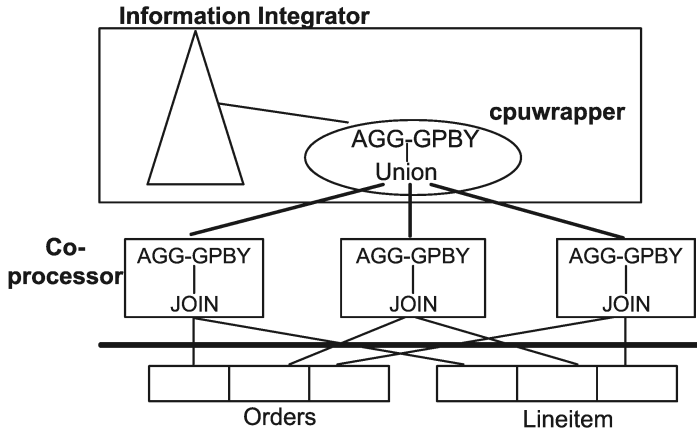 Information Integrator
cpuwrapper
AGG-GPBY
Union
Co-
processor
AGG-GPBY
JOIN
AGG-GPBY
JOIN
AGG-GPBY
JOIN
Orders
Lineitem